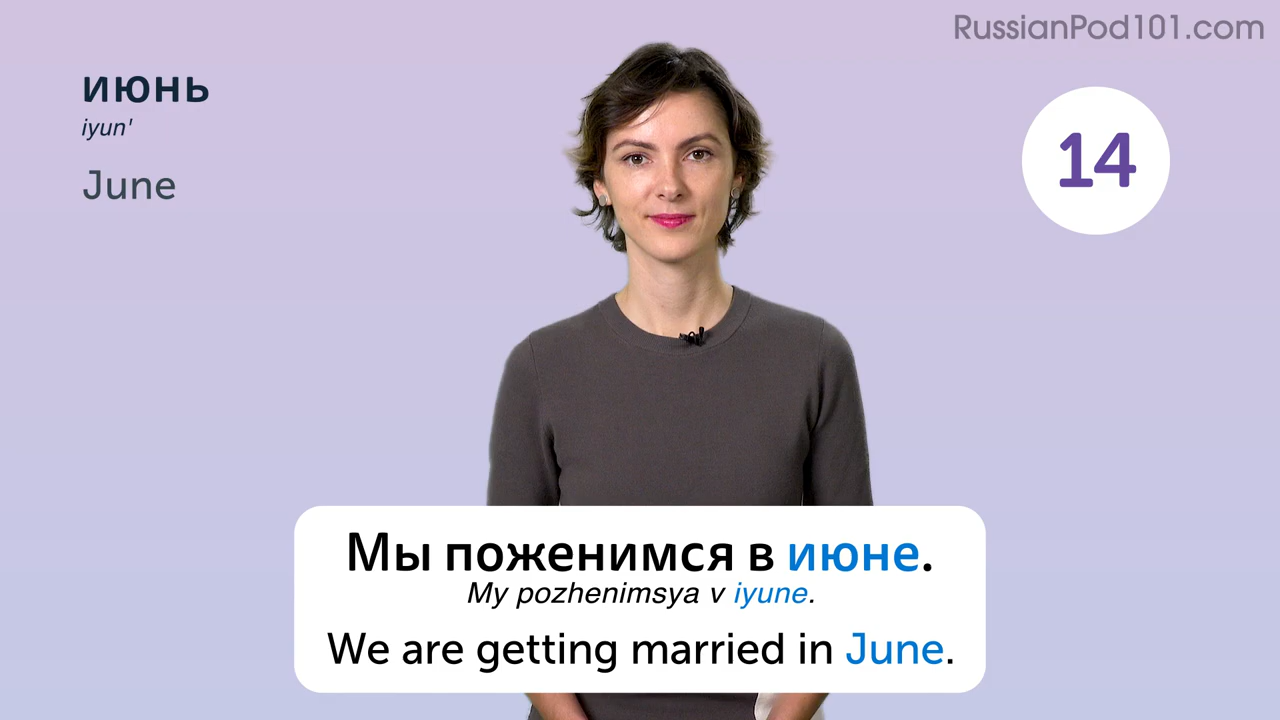 RussianPod101.com
июнь
iyun'
June
14
Мы поженимся в июне.
My pozhenimsya v iyune.
We are getting married in June.